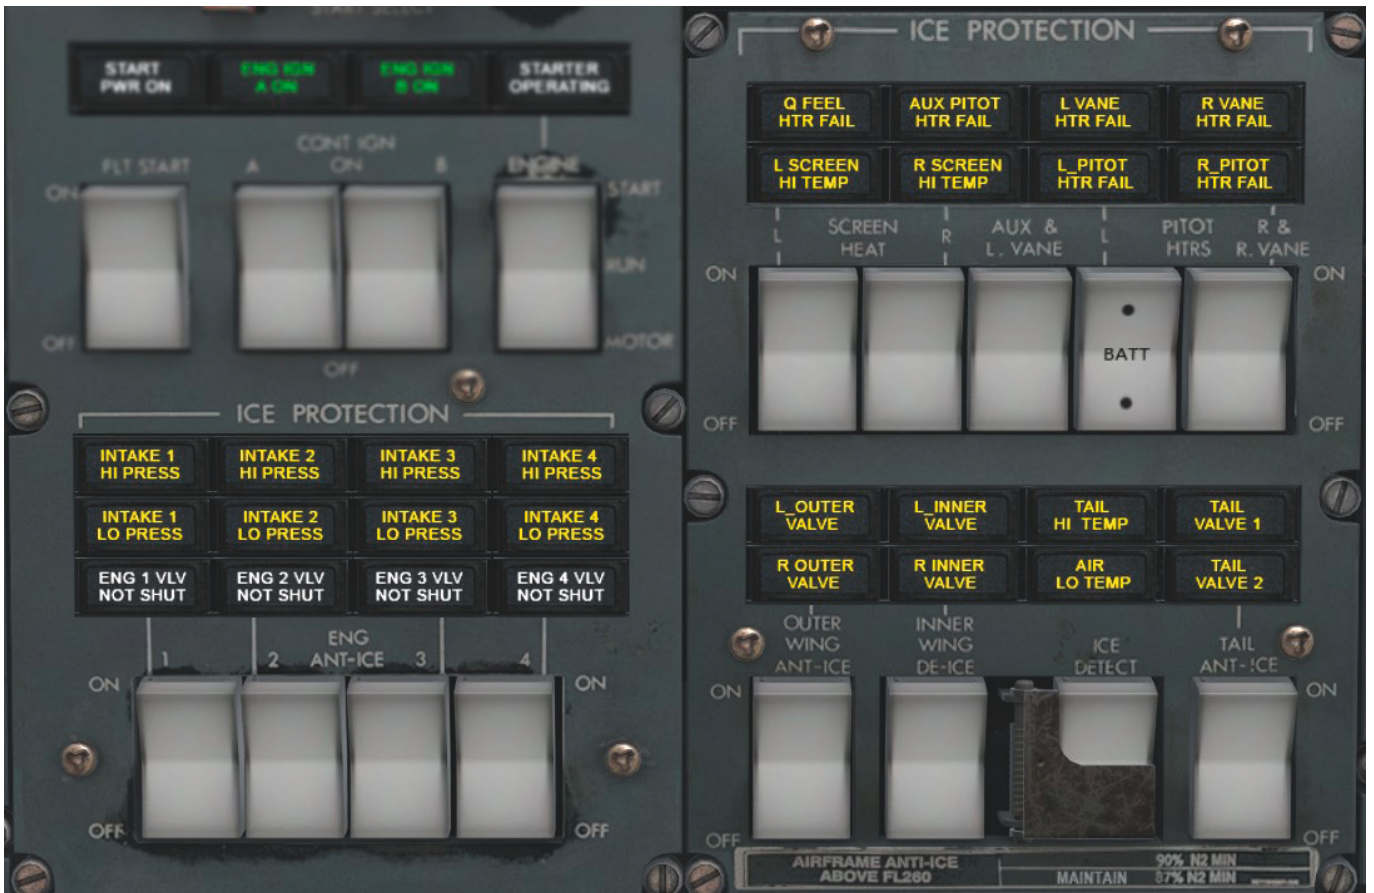 START SELECT
START
PWR ON
ENG IGN
A ON
ENG IGN
B ON
STARTER
OPERATING
FLT START
CONT IGN
A ON B
ENGINE
ON
START
RUN
OFF
MOTOR
OFF
ICE PROTECTION
INTAKE 1
HI PRESS
INTAKE 2
HI PRESS
INTAKE 3
HI PRESS
INTAKE 4
HI PRESS
INTAKE 1
LO PRESS
INTAKE 2
LO PRESS
INTAKE 3
LO PRESS
INTAKE 4
LO PRESS
ENG 1 VLV
NOT SHUT
ENG 2 VLV
NOT SHUT
ENG 3 VLV
NOT SHUT
ENG 4 VLV
NOT SHUT
ENG
1 2 ANT-ICE 3 4
ON ON
OFF OFF
ICE PROTECTION
Q FEEL
HTR FAIL
AUX PITOT
HTR FAIL
L VANE
HTR FAIL
R VANE
HTR FAIL
L SCREEN
HI TEMP
R SCREEN
HI TEMP
L_PITOT
HTR FAIL
R_PITOT
HTR FAIL
L
SCREEN
HEAT
R
AUX &
L. VANE
L
PITOT
HTRS
R &
R. VANE
ON ON
BATT
OFF OFF
L_OUTER
VALVE
L_INNER
VALVE
TAIL
HI TEMP
TAIL
VALVE 1
R OUTER
VALVE
R INNER
VALVE
AIR
LO TEMP
TAIL
VALVE 2
OUTER
WING
ANT-ICE
INNER
WING
DE-ICE
ICE
DETECT
TAIL
ANT-ICE
ON ON
OFF OFF
AIRFRAME ANTI-ICE
ABOVE FL260
90% N2 MIN
MAINTAIN 87% N2 MIN